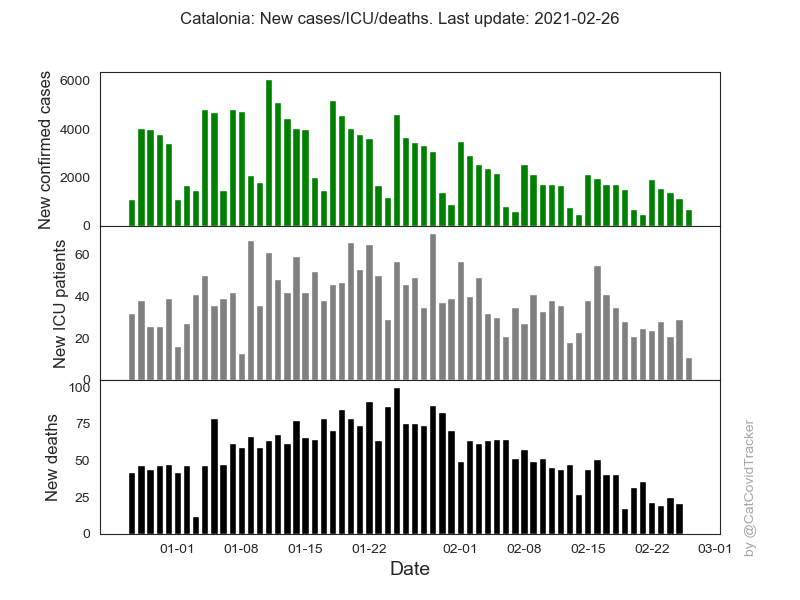 Catalonia: New cases/ICU/deaths. Last update: 2021-02-26
New confirmed cases
6000
4000
2000
0
New ICU patients
60
40
20
0
New deaths
100
75
50
25
0
01-01 01-08 01-15 01-22 02-01 02-08 02-15 02-22 03-01
Date
by @CatCovidTracker